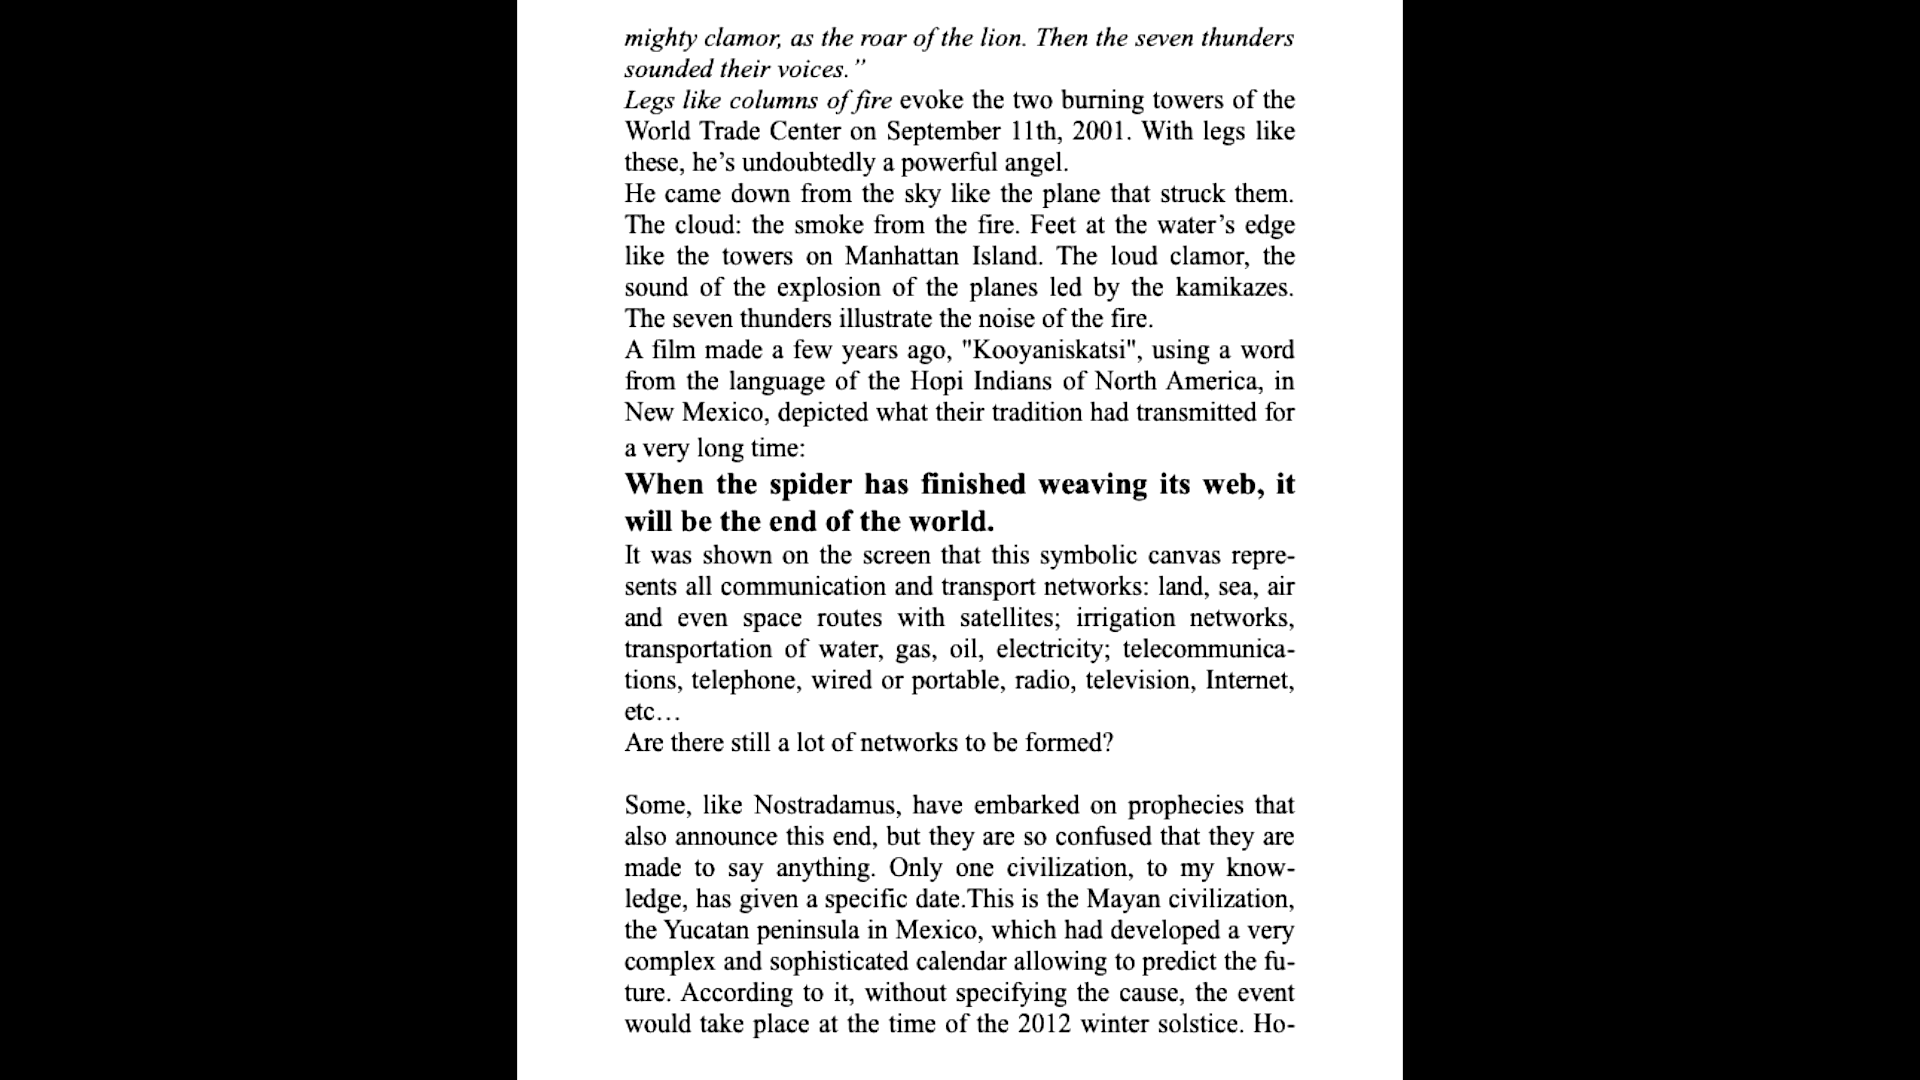 mighty clamor, as the roar of the lion. Then the seven thunders
sounded their voices.”
Legs like columns of fire evoke the two burning towers of the
World Trade Center on September 11th, 2001. With legs like
these, he’s undoubtedly a powerful angel.
He came down from the sky like the plane that struck them.
The cloud: the smoke from the fire. Feet at the water’s edge
like the towers on Manhattan Island. The loud clamor, the
sound of the explosion of the planes led by the kamikazes.
The seven thunders illustrate the noise of the fire.
A film made a few years ago, "Kooyaniskatsi", using a word
from the language of the Hopi Indians of North America, in
New Mexico, depicted what their tradition had transmitted for
a very long time:
When the spider has finished weaving its web, it
will be the end of the world.
It was shown on the screen that this symbolic canvas repre-
sents all communication and transport networks: land, sea, air
and even space routes with satellites; irrigation networks,
transportation of water, gas, oil, electricity; telecommunica-
tions, telephone, wired or portable, radio, television, Internet,
etc…
Are there still a lot of networks to be formed?
Some, like Nostradamus, have embarked on prophecies that
also announce this end, but they are so confused that they are
made to say anything. Only one civilization, to my know-
ledge, has given a specific date.This is the Mayan civilization,
the Yucatan peninsula in Mexico, which had developed a very
complex and sophisticated calendar allowing to predict the fu-
ture. According to it, without specifying the cause, the event
would take place at the time of the 2012 winter solstice. Ho-